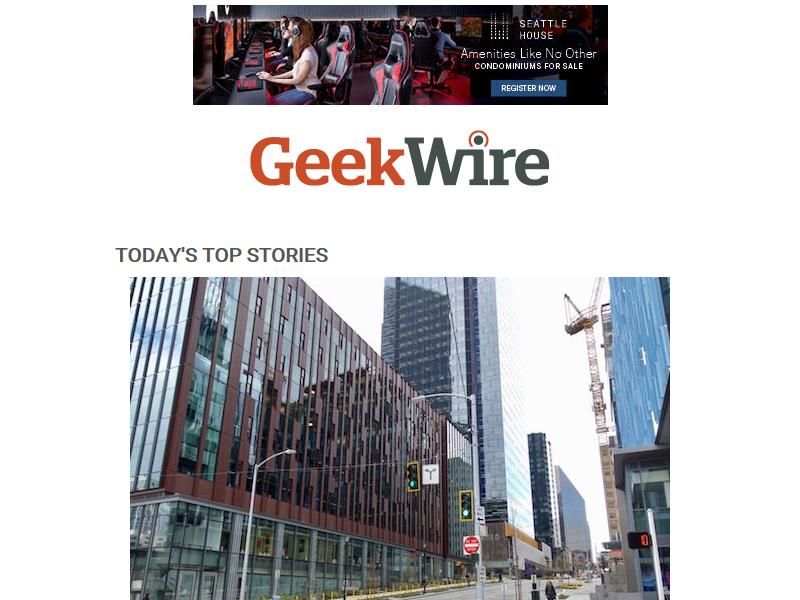 SEATTLE
HOUSE
Amenities Like No Other
CONDOMINIUMS FOR SALE
REGISTER NOW
GeekWire
TODAY'S TOP STORIES